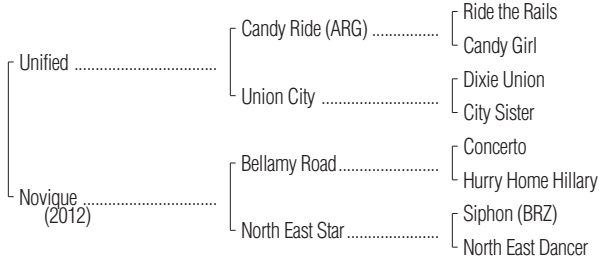 Unified ..................................
Candy Ride (ARG) ................
Ride the Rails
Candy Girl
Union City ............................
Dixie Union
City Sister
Novique ................................
(2012)
Bellamy Road........................
Concerto
Hurry Home Hillary
North East Star......................
Siphon (BRZ)
North East Dancer